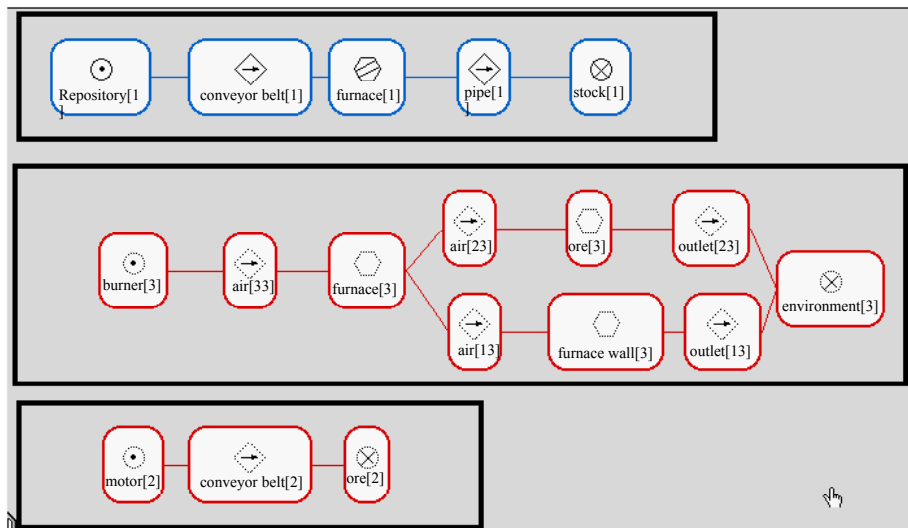 Repository[1
]
conveyor belt[1]
furnace[1]
pipe[1
]
stock[1]
air[23]
ore[3]
outlet[23]
burner[3]
air[33]
furnace[3]
environment[3]
air[13]
furnace wall[3]
outlet[13]
motor[2]
conveyor belt[2]
ore[2]